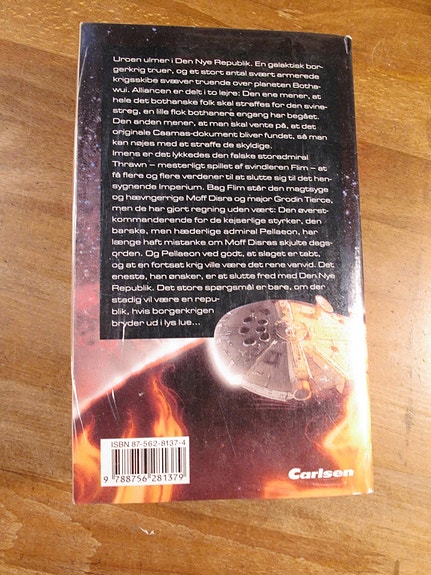 Uroen ulmer i Den Nye Republik. En galaktisk bor-
gerkrig truer, og et stort antal svært armerede
krigsskibe svæver truende over planeten Botha-
wui. Alliancen er delt i to lejre: Den ene mener, at
hele det bothanske folk skal straffes for den svine-
streg, en lille flok bothanere engang har begået.
Den anden mener, at man skal vente på, at det
originale Caamas-dokument bliver fundet, så man
kan nøjes med at straffe de skyldige.
Imens er det lykkedes den falske storadmiral
Thrawn – mesterligt spillet af svindleren Flim – at
få flere og flere verdener til at slutte sig til det hen-
sygnende Imperium. Bag Flim står den magtsyge
og hævngerrige Moff Disra og major Grodin Tierce,
men de har gjort regning uden vært: Den øverst-
kommanderende for de kejserlige styrker, den
barske, men hæderlige admiral Pellaeon, har
længe haft mistanke om Moff Disras skjulte dags-
orden. Og Pellaeon ved godt, at slaget er tabt,
og at en fortsat krig ville være det rene vanvid. Det
eneste, han ønsker, er at slutte fred med Den Nye
Republik. Det store spørgsmål er bare, om der
stadig vil være en repu-
blik, hvis borgerkrigen
bryder ud i lys lue...
ISBN 87-562-8137-4
9 788756 281379
Carlsen